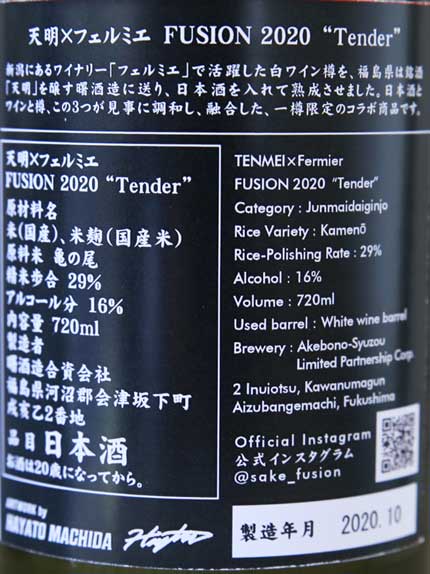 天明×フェルミエ FUSION 2020 “Tender”
新潟にあるワイナリー「フェルミエ」で活躍した白ワイン樽を、福島県は銘酒
「天明」を醸す曙酒造に送り、日本酒を入れて熟成させました。日本酒と
ワインと樽、この3つが見事に調和し、融合した、一樽限定のコラボ商品です。
天明×フェルミエ
FUSION 2020 “Tender”
原材料名
米(国産)、米麹(国産米)
原料米 亀の尾
精米歩合 29%
アルコール分 16%
内容量 720ml
製造者
曙酒造合資会社
福島県河沼郡会津坂下町
戌亥乙2番地
品目 日本酒
お酒は20歳になってから。
TENMEI×Fermier
FUSION 2020 “Tender”
Category : Junmaidaiginjo
Rice Variety : Kamenō
Rice-Polishing Rate : 29%
Alcohol : 16%
Volume : 720ml
Used barrel : White wine barrel
Brewery : Akebono-Syuzou
Limited Partnership Corp.
2 Inuiotsu, Kawanumagun
Aizubangemachi, Fukushima
Official Instagram
公式インスタグラム
@sake_fusion
ARTWORK by
HAYATO MACHIDA
製造年月 2020.10